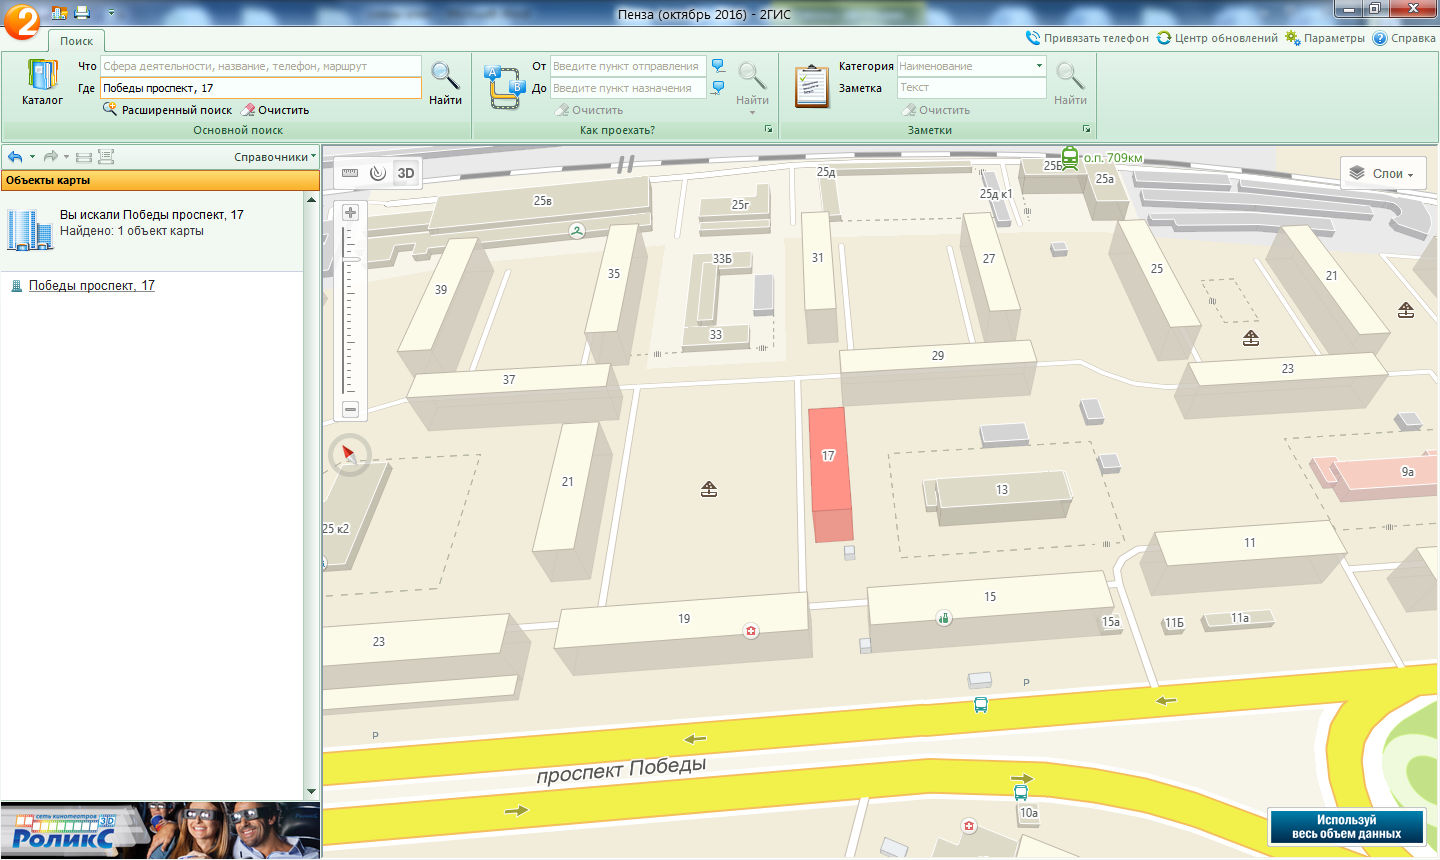 Пенза (октябрь 2016) - 2ГИС
2
Поиск
Привязать телефон
Центр обновлений
Параметры
Справка
Каталог
Что
Сфера деятельности, название, телефон, маршрут
Где
Победы проспект, 17
Расширенный поиск
Очистить
Найти
Основной поиск
От
Введите пункт отправления
До
Введите пункт назначения
Очистить
Найти
Как проехать?
Категория
Наименование
Заметка
Текст
Очистить
Найти
Заметки
Справочники
Объекты карты
Вы искали Победы проспект, 17
Найдено: 1 объект карты
Победы проспект, 17
3D
Слои
о.п. 709км
25д
25Б
25а
25в
25г
25д к1
33Б
31
27
25
21
39
35
33
29
37
23
17
21
13
9а
25 к2
11
15
19
23
15а
11Б
11а
P
P
проспект Победы
10а
сеть кинотеатров
3D
РОЛИКС
Используй
весь объем данных